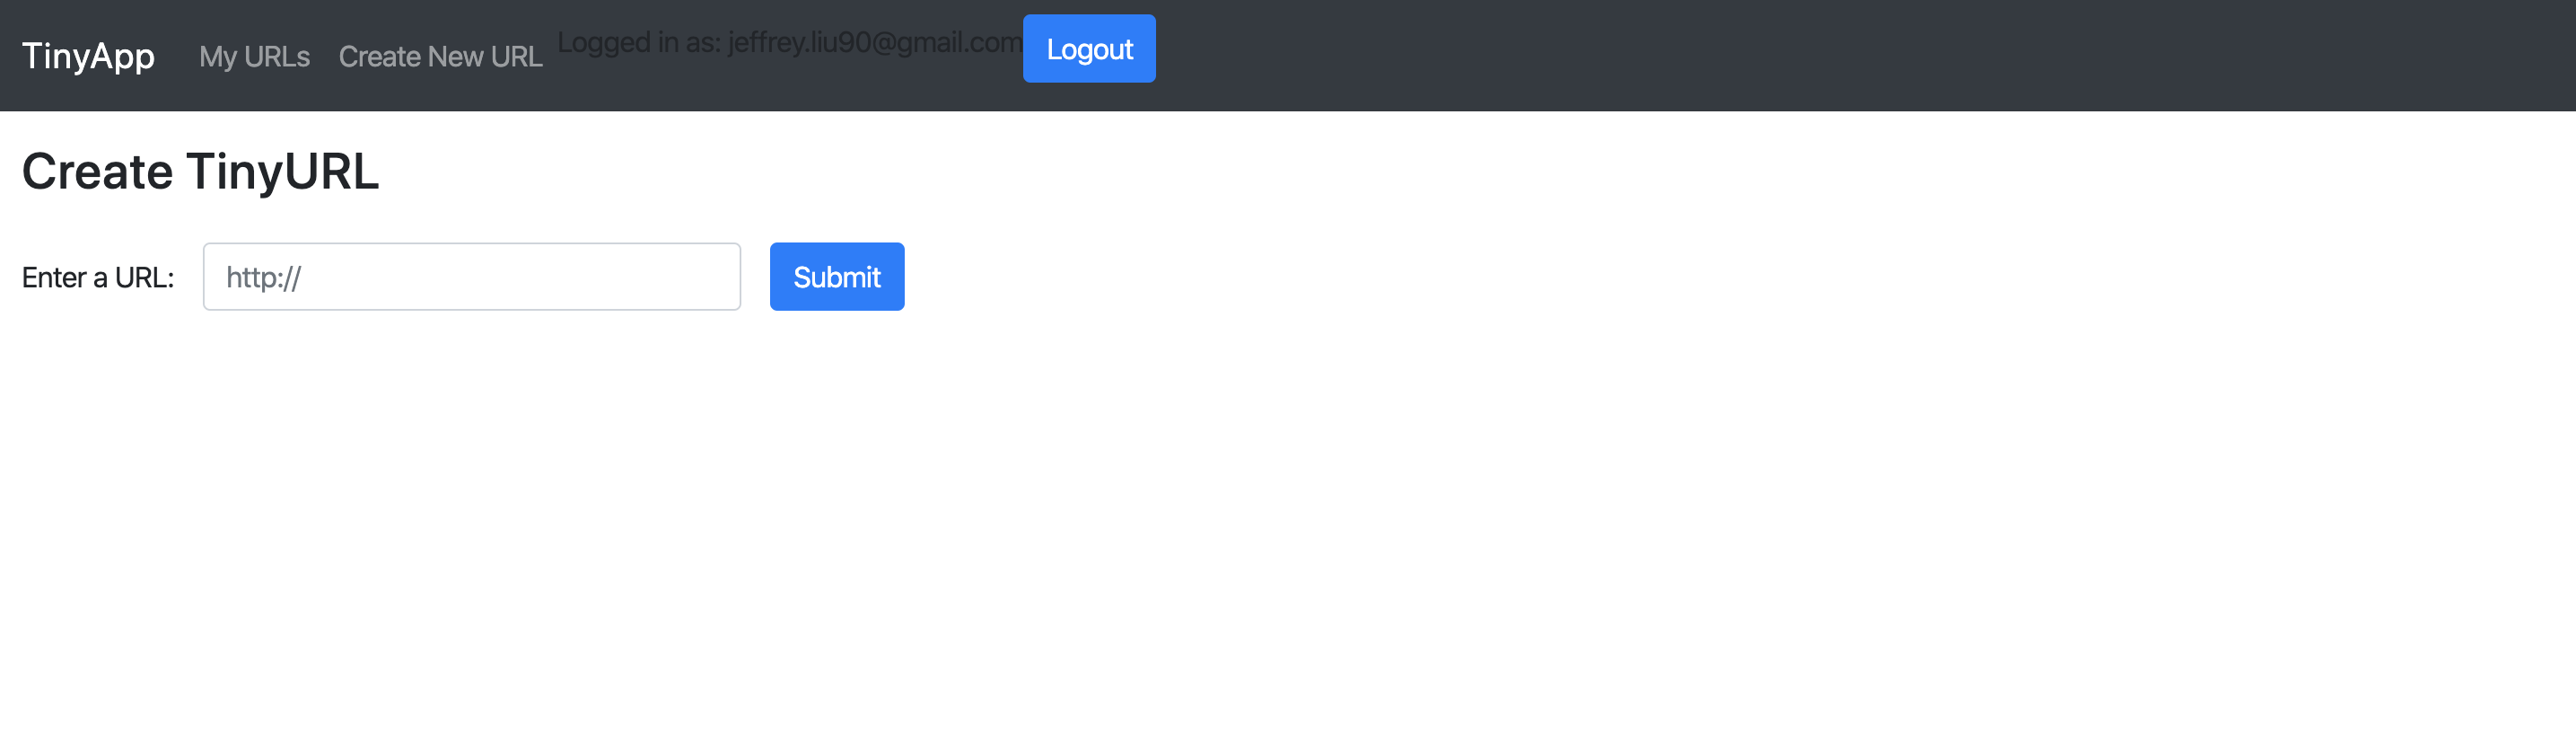 TinyApp My URLs Create New URL Logged in as: jeffrey.liu90@gmail.com Logout
Create TinyURL
Enter a URL: http:// Submit